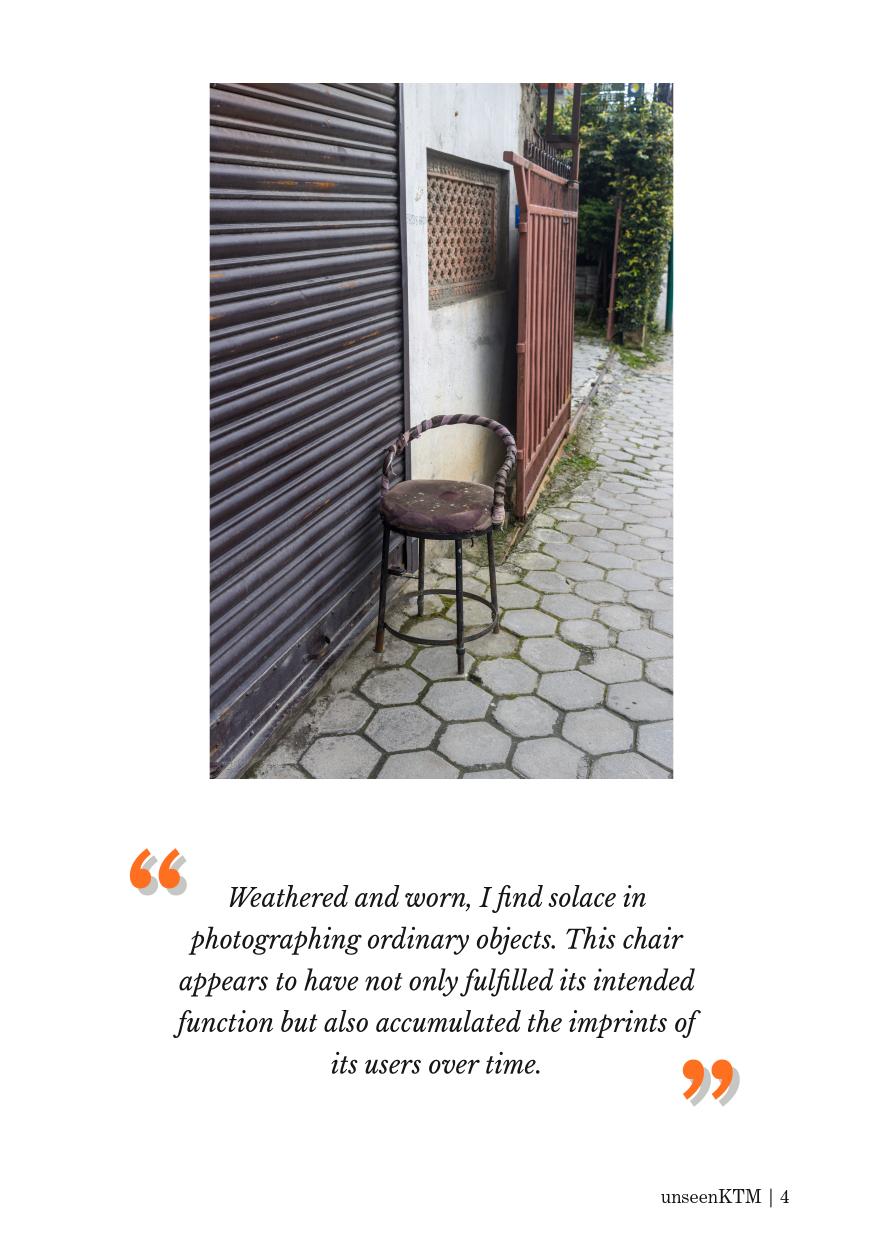 “
Weathered and worn, I find solace in
photographing ordinary objects. This chair
appears to have not only fulfilled its intended
function but also accumulated the imprints of
its users over time.
”
unseenKTM | 4